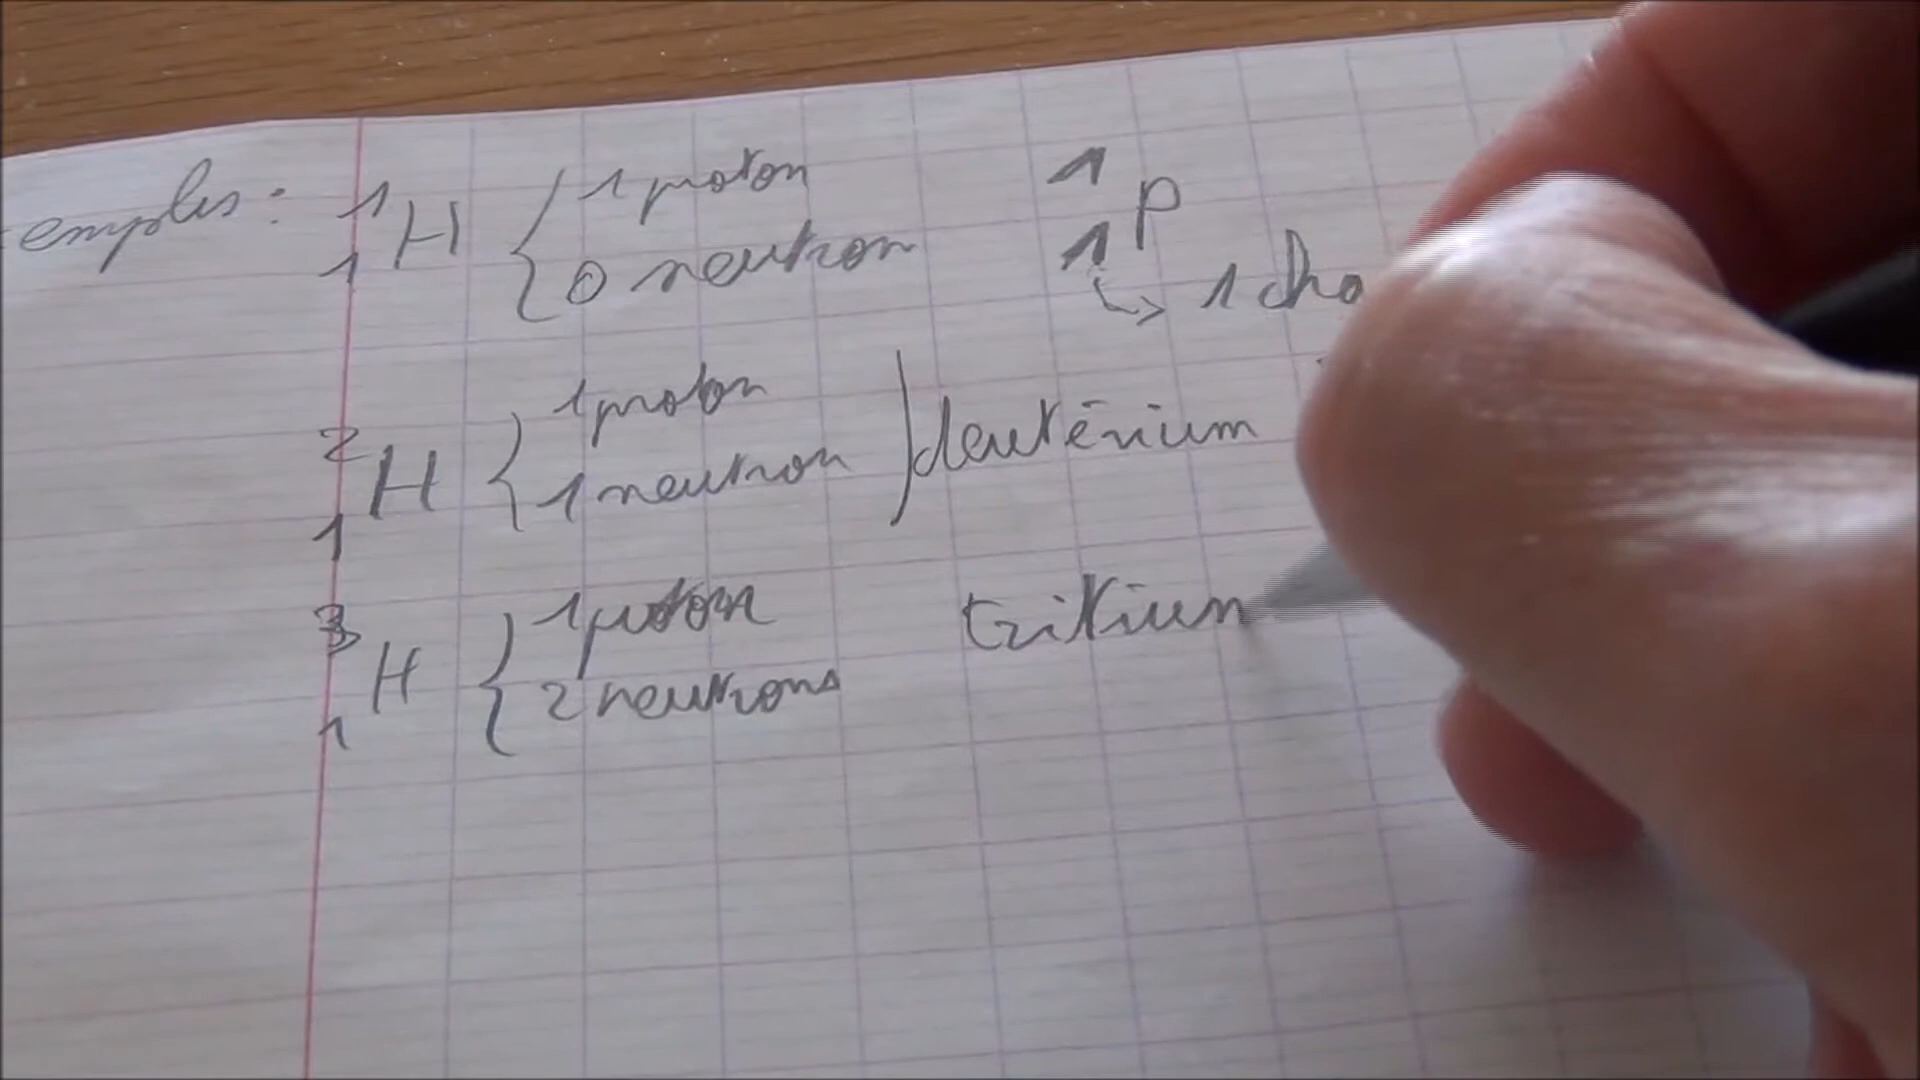 emples : 1 1 H { 1 proton
0 neutron
1 1 p
→ 1 cha
2 1 H { 1 proton
1 neutron ) deutérium
3 1 H { 1 proton
2 neutrons
tritium